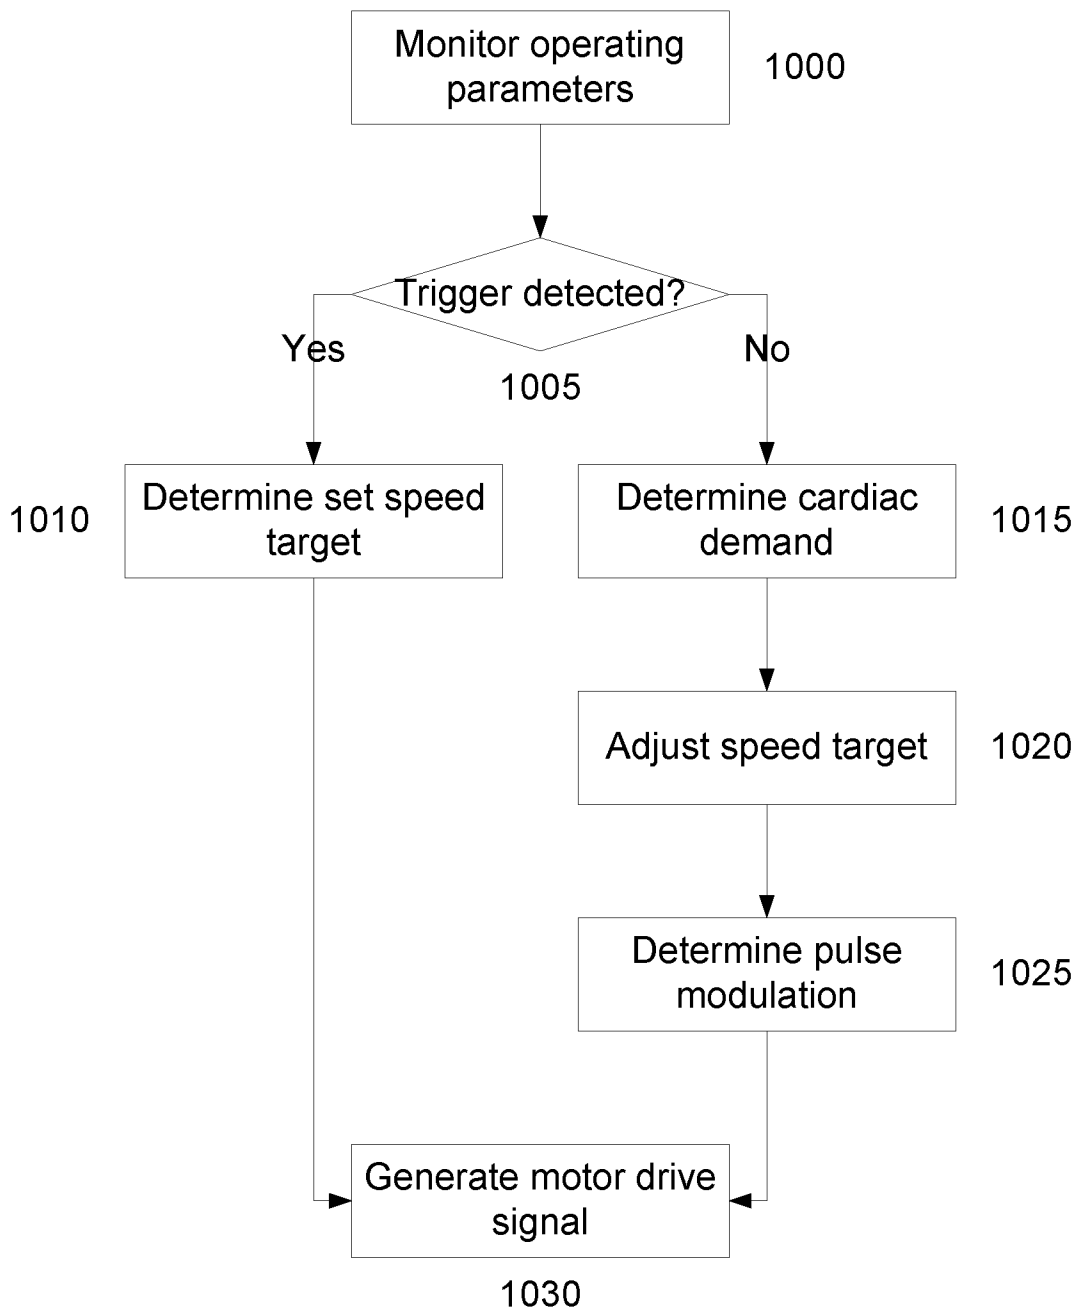 Monitor operating
parameters
1000
Trigger detected?
Yes
No
1005
Determine set speed
target
1010
Determine cardiac
demand
1015
Adjust speed target
1020
Determine pulse
modulation
1025
Generate motor drive
signal
1030